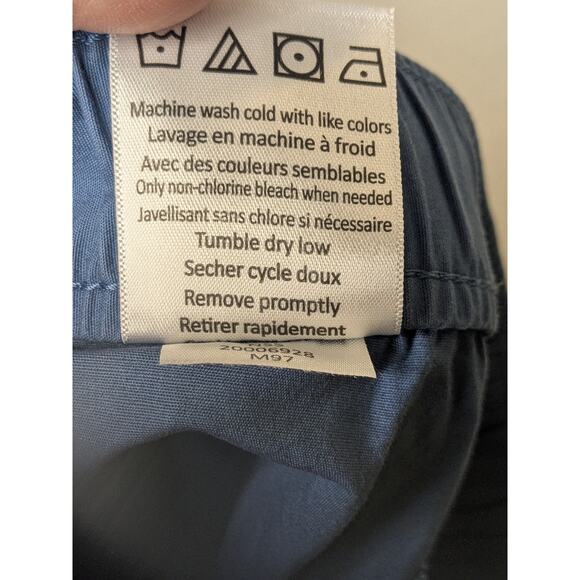 Machine wash cold with like colors
Lavage en machine à froid
Avec des couleurs semblables
Only non-chlorine bleach when needed
Javellisant sans chlore si nécessaire
Tumble dry low
Secher cycle doux
Remove promptly
Retirer rapidement
20006928
M97